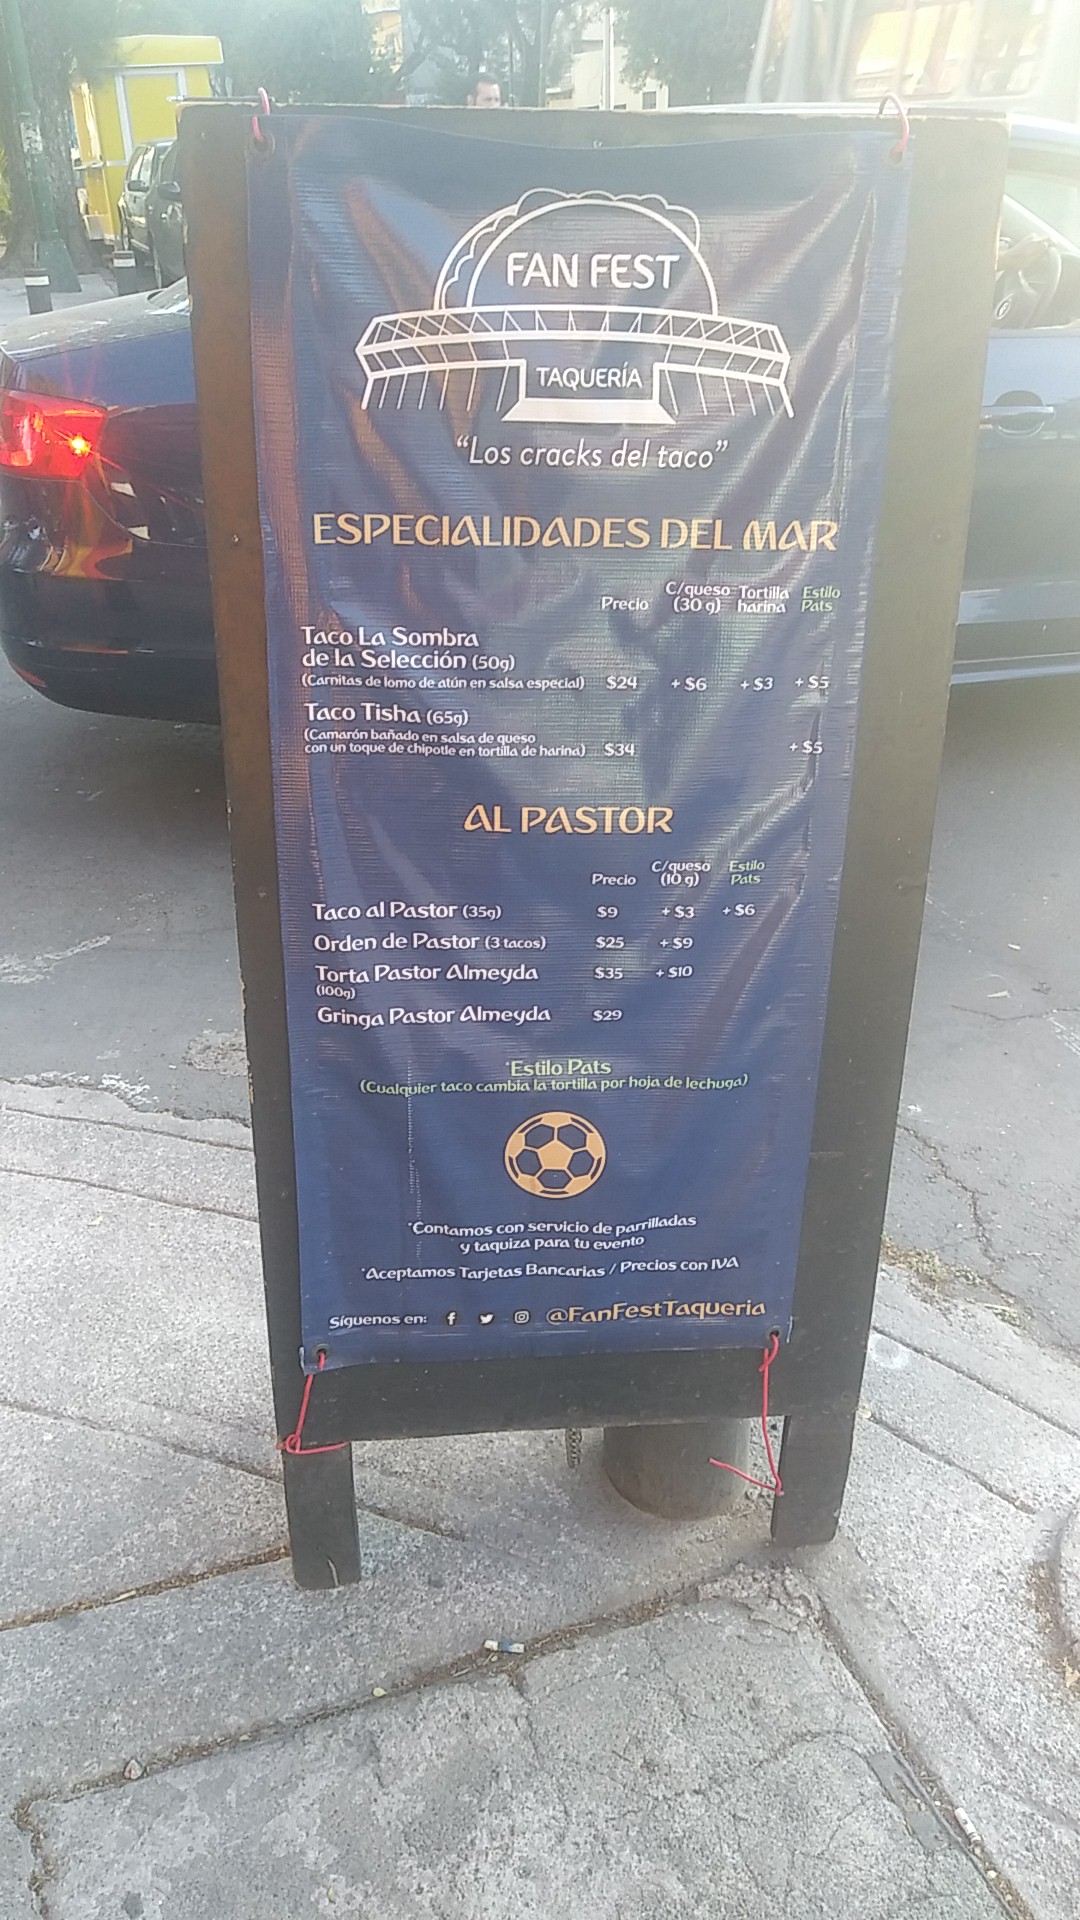 FAN FEST
TAQUERÍA
"Los cracks del taco"
ESPECIALIDADES DEL MAR
Precio C/queso (30 g) Tortilla harina Estilo Pats
Taco La Sombra
de la Selección (50g)
(Carnitas de lomo de atún en salsa especial) $24 + $6 + $3 + $5
Taco Tisha (65g)
(Camarón bañado en salsa de queso
con un toque de chipotle en tortilla de harina) $34 + $5
AL PASTOR
Precio C/queso (10 g) Estilo Pats
Taco al Pastor (35g) $9 + $3 + $6
Orden de Pastor (3 tacos) $25 + $9
Torta Pastor Almeyda $35 + $10
(100g)
Gringa Pastor Almeyda $29
*Estilo Pats
(Cualquier taco cambia la tortilla por hoja de lechuga)
*Contamos con servicio de parrilladas
y taquiza para tu evento
*Aceptamos Tarjetas Bancarias / Precios con IVA
Síguenos en: @FanFestTaqueria